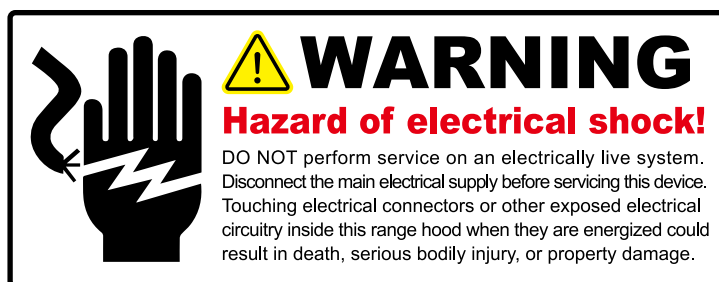 WARNING
Hazard of electrical shock!
DO NOT perform service on an electrically live system.
Disconnect the main electrical supply before servicing this device.
Touching electrical connectors or other exposed electrical
circuitry inside this range hood when they are energized could
result in death, serious bodily injury, or property damage.